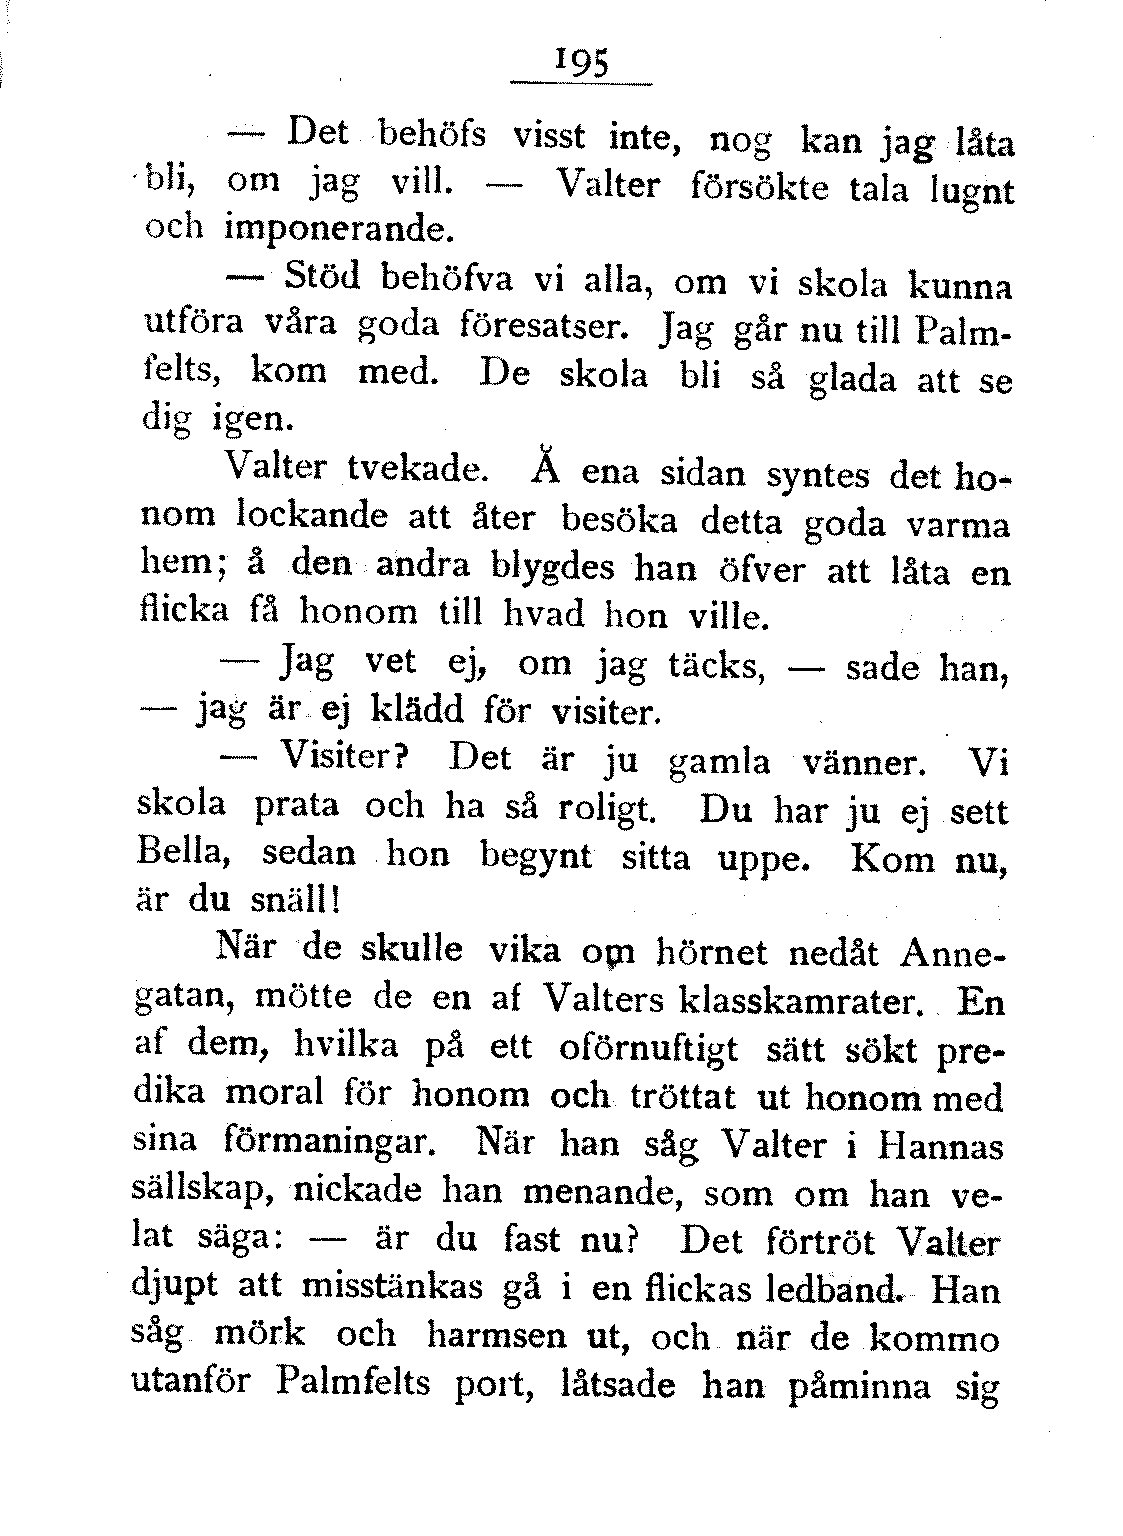 195
— Det behöfs visst inte, nog kan jag låta
bli, om jag vill. — Valter försökte tala lugnt
och imponerande.
— Stöd behöfva vi alla, om vi skola kunna
utföra våra goda föresatser. Jag går nu till Palm-
felts, kom med. De skola bli så glada att se
dig igen.
Valter tvekade. Å ena sidan syntes det ho-
nom lockande att åter besöka detta goda varma
hem; å den andra blygdes han öfver att låta en
flicka få honom till hvad hon ville.
— Jag vet ej, om jag täcks, — sade han,
— jag är ej klädd för visiter.
— Visiter? Det är ju gamla vänner. Vi
skola prata och ha så roligt. Du har ju ej sett
Bella, sedan hon begynt sitta uppe. Kom nu,
är du snäll!
När de skulle vika om hörnet nedåt Anne-
gatan, mötte de en af Valters klasskamrater. En
af dem, hvilka på ett oförnuftigt sätt sökt pre-
dika moral för honom och tröttat ut honom med
sina förmaningar. När han såg Valter i Hannas
sällskap, nickade han menande, som om han ve-
lat säga: — är du fast nu? Det förtröt Valter
djupt att misstänkas gå i en flickas ledband. Han
såg mörk och harmsen ut, och när de kommo
utanför Palmfelts port, låtsade han påminna sig